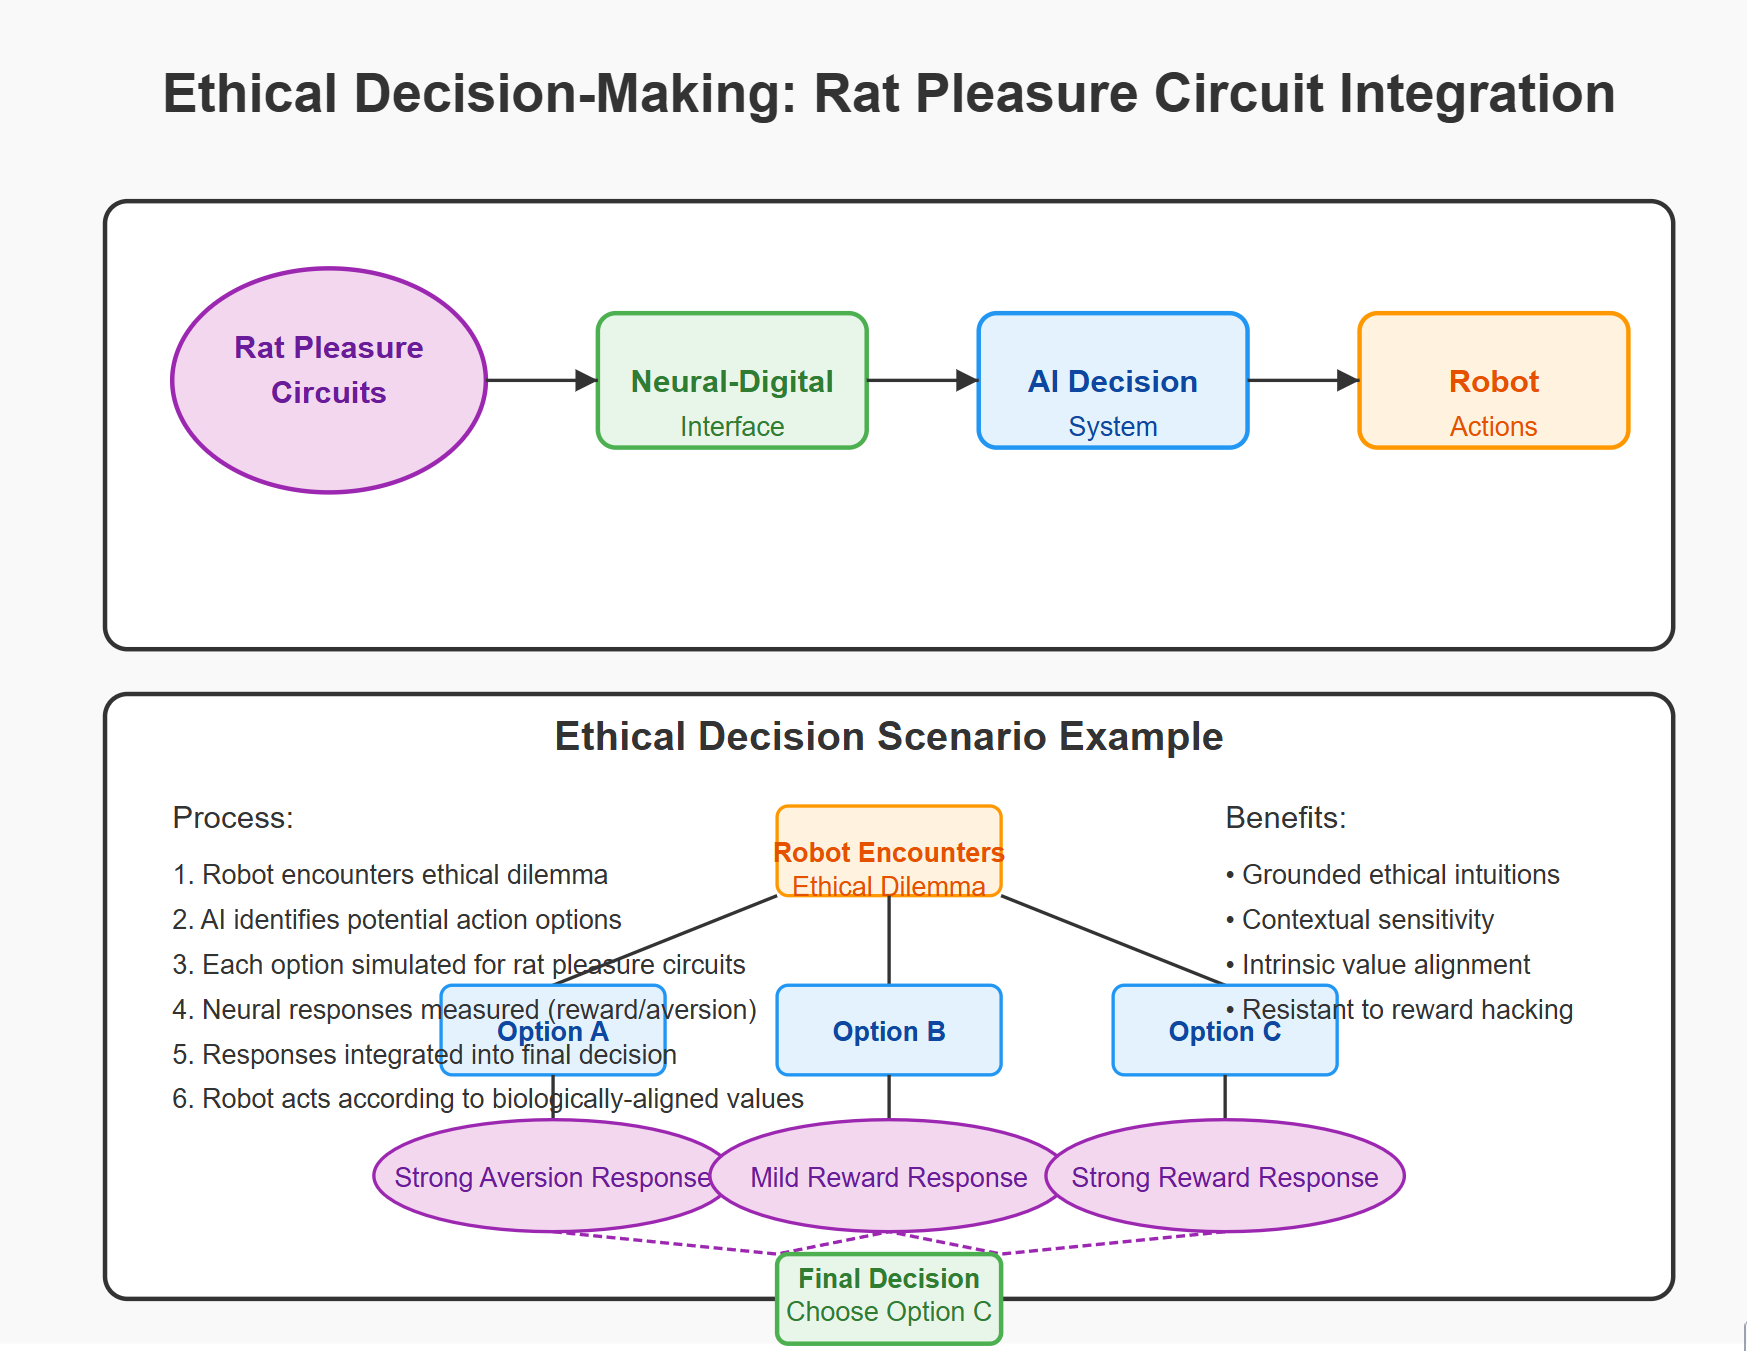 Ethical Decision-Making: Rat Pleasure Circuit Integration
Rat Pleasure
Circuits
Neural-Digital
Interface
AI Decision
System
Robot
Actions
Ethical Decision Scenario Example
Process:
1. Robot encounters ethical dilemma
2. AI identifies potential action options
3. Each option simulated for rat pleasure circuits
4. Neural responses measured (reward/aversion)
5. Responses integrated into final decision
6. Robot acts according to biologically-aligned values
Robot Encounters
Ethical Dilemma
Benefits:
• Grounded ethical intuitions
• Contextual sensitivity
• Intrinsic value alignment
• Resistant to reward hacking
Option A
Option B
Option C
Strong Aversion Response
Mild Reward Response
Strong Reward Response
Final Decision
Choose Option C